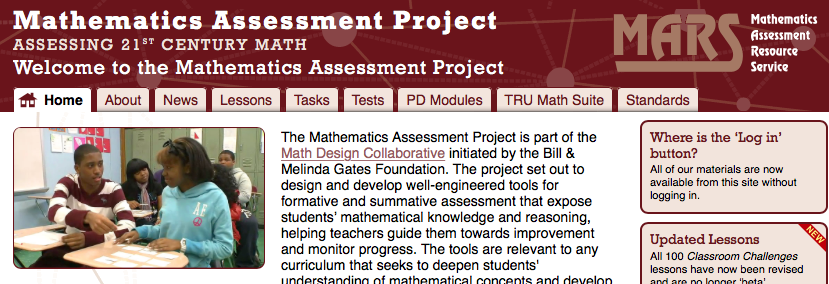 Mathematics Assessment Project
ASSESSING 21ST CENTURY MATH
Welcome to the Mathematics Assessment Project
MARS
Mathematics
Assessment
Resource
Service
Home About News Lessons Tasks Tests PD Modules TRU Math Suite Standards
AF
The Mathematics Assessment Project is part of the
Math Design Collaborative initiated by the Bill &
Melinda Gates Foundation. The project set out to
design and develop well-engineered tools for
formative and summative assessment that expose
students' mathematical knowledge and reasoning,
helping teachers guide them towards improvement
and monitor progress. The tools are relevant to any
curriculum that seeks to deepen students'
understanding of mathematical concepts and develop
Where is the ‘Log in’
button?
All of our materials are now
available from this site without
logging in.
NEW
Updated Lessons
All 100 Classroom Challenges
lessons have now been revised
and are no longer ‘beta’